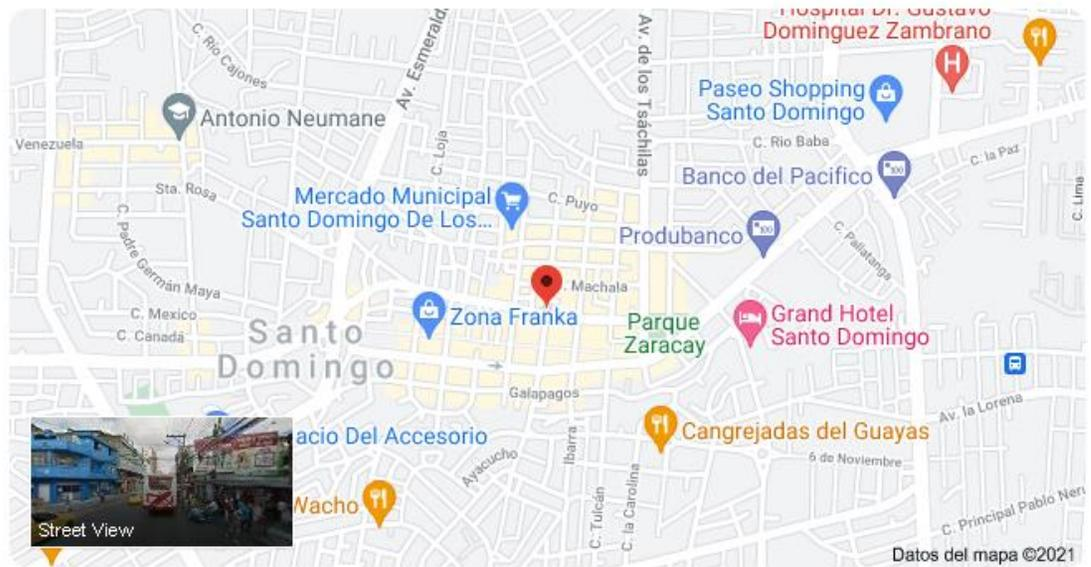 Hospital Dr. Gustavo
Dominguez Zambrano
C. Rio Cajones
Av. Esmerald
Av. de los Tsáchilas
Paseo Shopping
Santo Domingo
Antonio Neumane
C. Rio Baba
Venezuela
C. Loja
C. la Paz
Banco del Pacifico
Sta. Rosa
Mercado Municipal
Santo Domingo De Los...
C. Puyo
C. Luma
Produbanco
C. Padre Germán Maya
C. Pallatanga
Machala
C. Mexico
Zona Franka
Parque
Zaracay
Grand Hotel
Santo Domingo
C. Canadá
Santo
Domingo
Galapagos
Av. la Lorena
acio Del Accesorio
Ibarra
Cangrejadas del Guayas
Ayacucho
6 de Noviembre
Wacho
C. Tulcán
C. la Carolina
C. Principal Pablo Ner
Street View
Datos del mapa ©2021